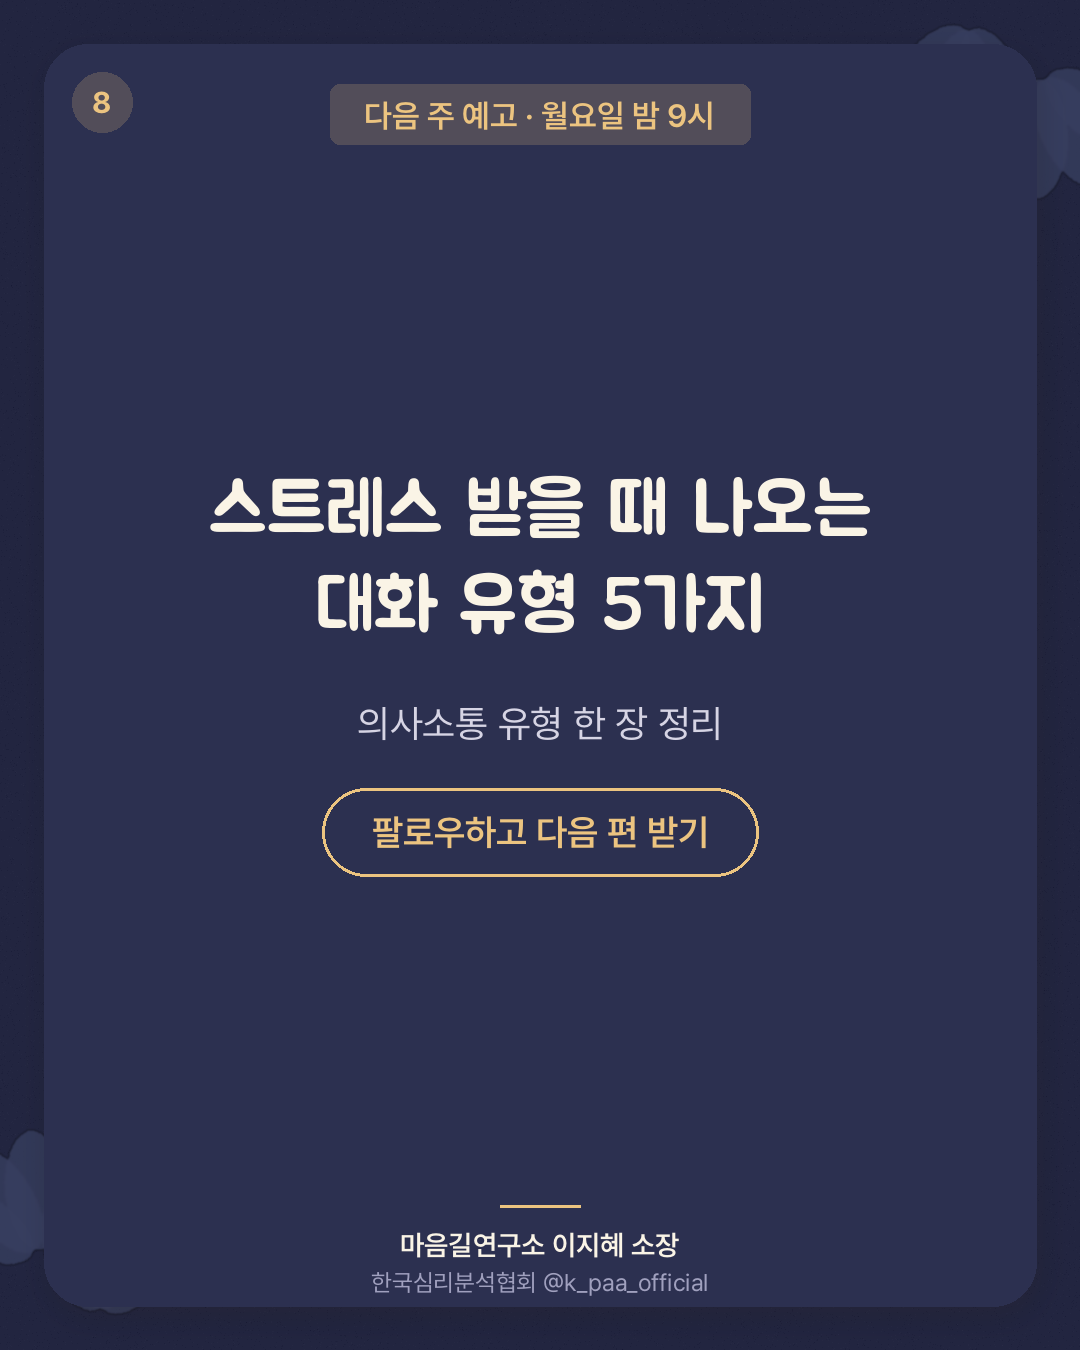 8
다음 주 예고 · 월요일 밤 9시
스트레스 받을 때 나오는
대화 유형 5가지
의사소통 유형 한 장 정리
팔로우하고 다음 편 받기
마음길연구소 이지혜 소장
한국심리분석협회 @k_paa_official